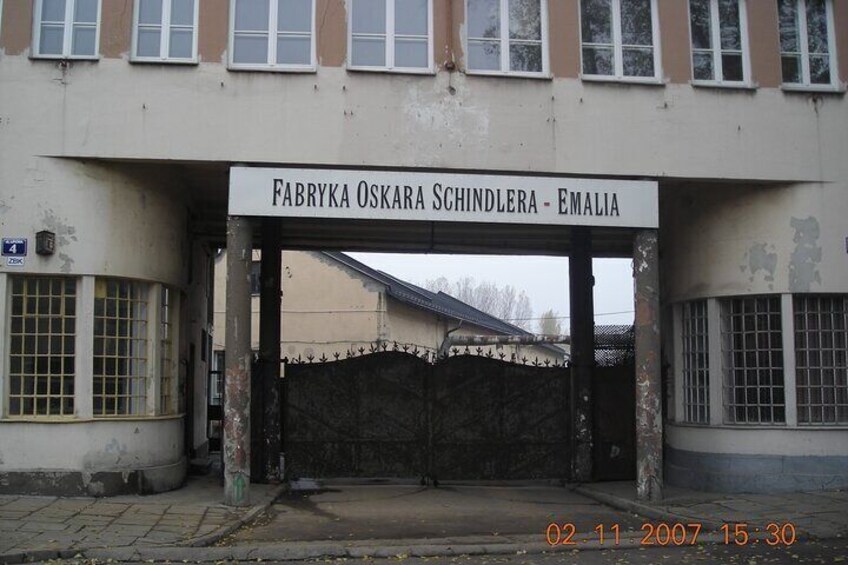 FABRYKA OSKARA SCHINDLERA - EMALIA
4
ZBK
02 11 2007 15:30